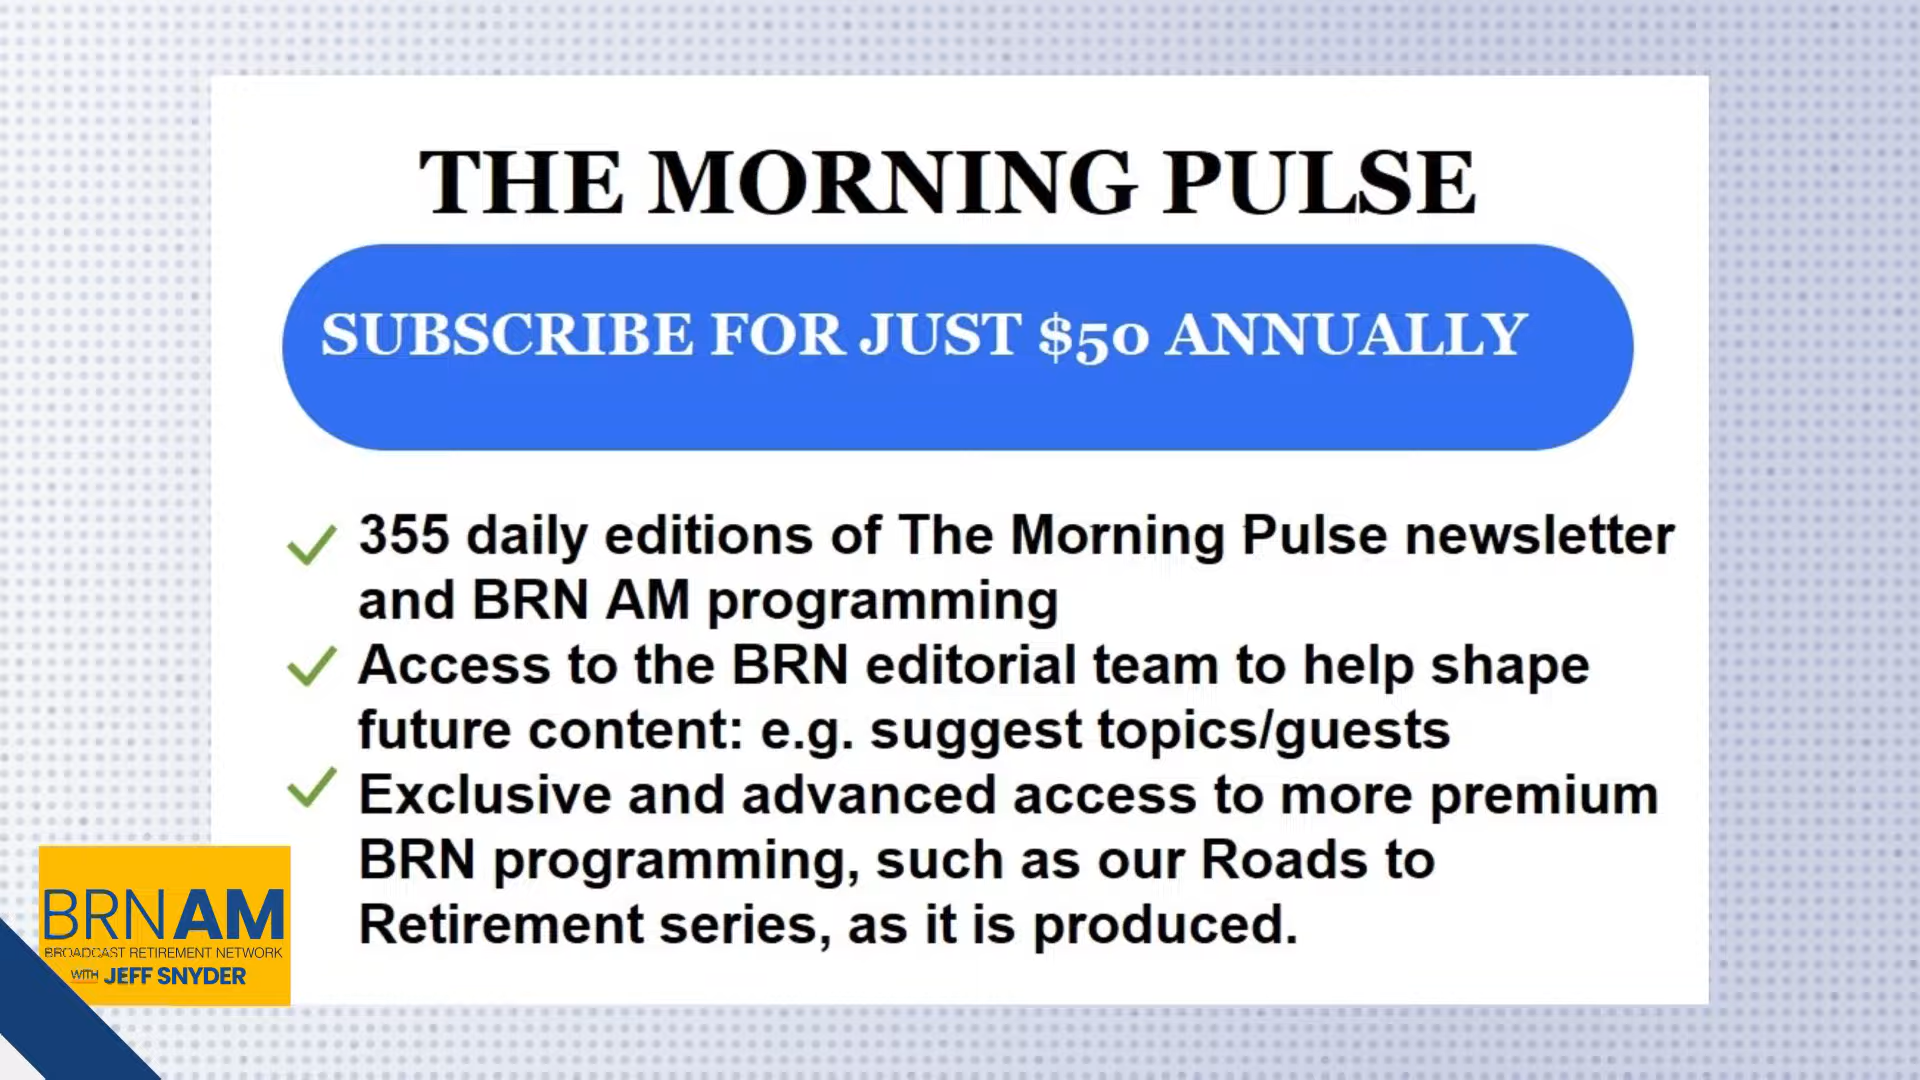 THE MORNING PULSE
SUBSCRIBE FOR JUST $50 ANNUALLY
355 daily editions of The Morning Pulse newsletter
and BRN AM programming
Access to the BRN editorial team to help shape
future content: e.g. suggest topics/guests
Exclusive and advanced access to more premium
BRN programming, such as our Roads to
Retirement series, as it is produced.
BRNAM
BROADCAST RETIREMENT NETWORK
WITH JEFF SNYDER